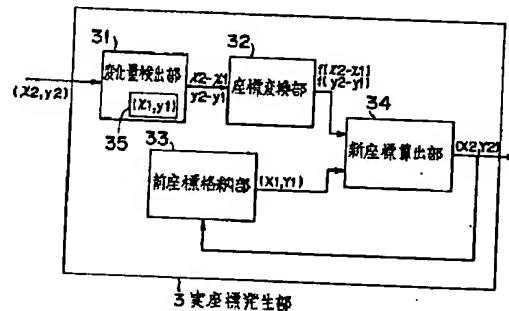 31
変化量検出部
(x2,y2)
(x1,y1)
35
x2-x1
y2-y1
32
座標変換部
f(x2-x1)
f(y2-y1)
34
新座標算出部
(X2,Y2)
33
前座標格納部
(X1,Y1)
3 実座標発生部